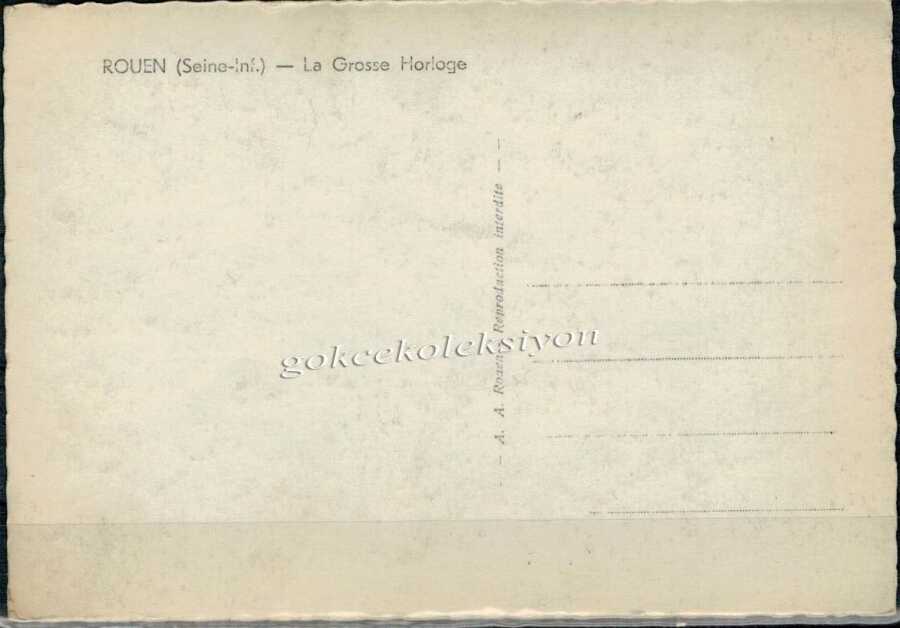 ROUEN (Seine-Inf.) — La Grosse Horloge
— A. A. Rouen - Reproduction interdite — —
gokcekoleksiyon